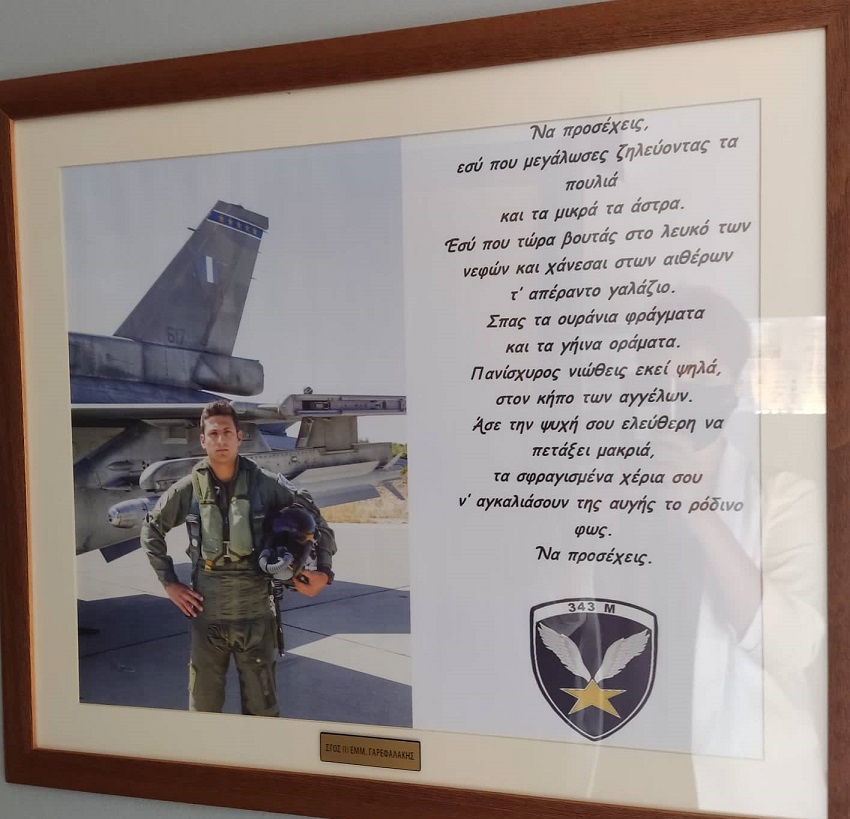 Να προσέχεις,
εσύ που μεγάλωσες ζηλεύοντας τα
πουλιά
και τα μικρά τα άστρα.
Εσύ που τώρα βουτάς στο λευκό των
νεφών και χάνεσαι στων αιθέρων
τ' απέραντο γαλάζιο.
Σπας τα ουράνια φράγματα
και τα γήινα οράματα.
Πανίσχυρος νιώθεις εκεί ψηλά,
στον κήπο των αγγέλων.
Άσε την ψυχή σου ελεύθερη να
πετάξει μακριά,
τα σφραγισμένα χέρια σου
ν' αγκαλιάσουν της αυγής το ρόδινο
φως.
Να προσέχεις.
617
343 Μ
ΕΜΜ. ΓΑΡΕΦΑΛΑΚΗΣ